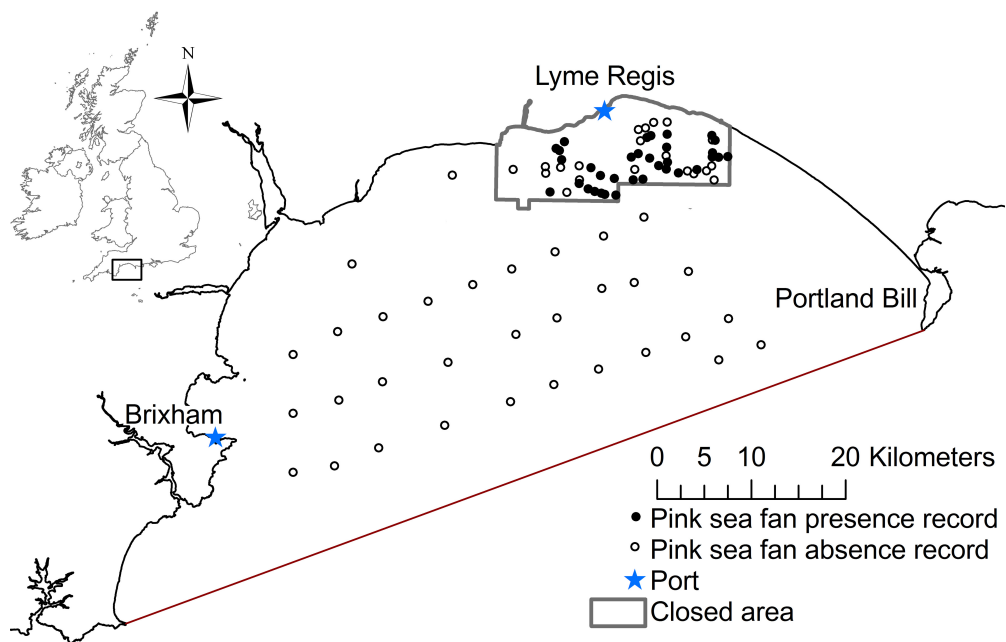 N
Lyme Regis
Portland Bill
Brixham
0 5 10 20 Kilometers
Pink sea fan presence record
Pink sea fan absence record
Port
Closed area